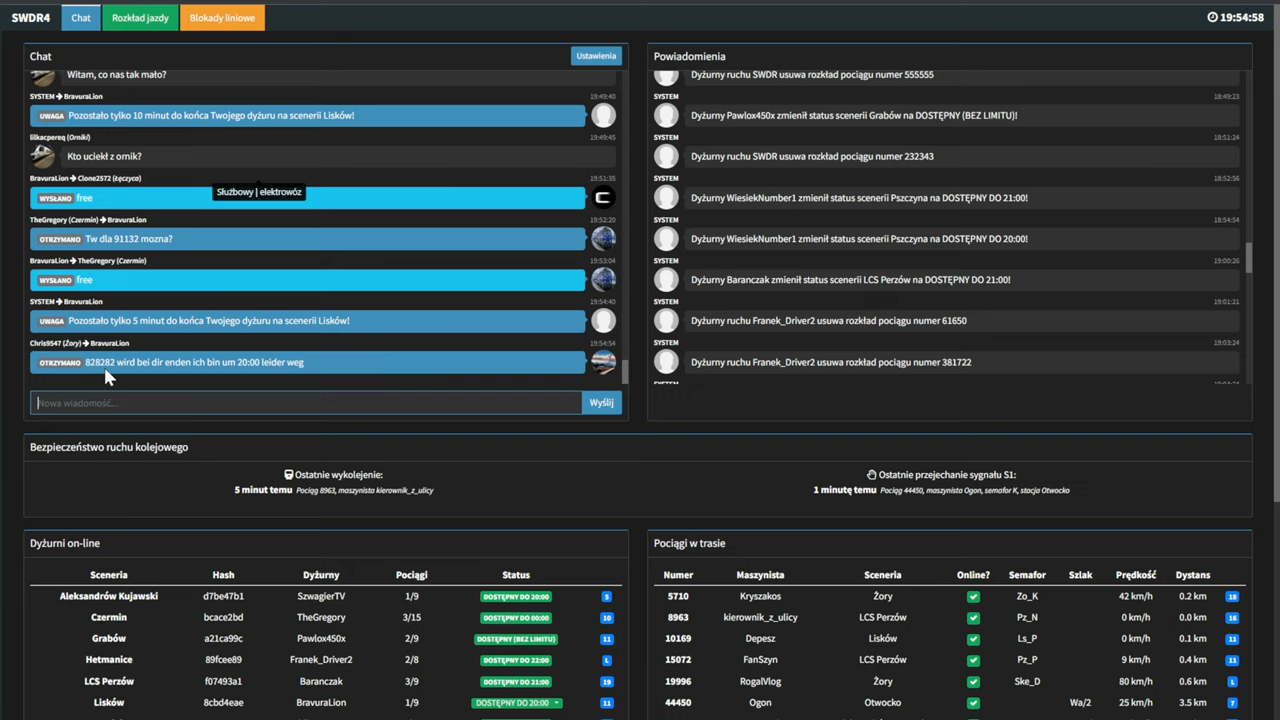 SWDR4 Chat Rozkład jazdy Blokady liniowe 19:54:58
Chat Ustawienia
Witam, co nas tak mało?
SYSTEM → BravuraLion 19:49:40
UWAGA Pozostało tylko 10 minut do końca Twojego dyżuru na scenerii Lisków!
lilkacpereq (Orniki) 19:49:45
Kto uciekł z ornik?
BravuraLion → Clone2572 (Łęczyca) 19:51:35
Służbowy | elektrowóz
WYSŁANO free
TheGregory (Czermin) → BravuraLion 19:52:20
OTRZYMANO Tw dla 91132 mozna?
BravuraLion → TheGregory (Czermin) 19:53:04
WYSŁANO free
SYSTEM → BravuraLion 19:54:40
UWAGA Pozostało tylko 5 minut do końca Twojego dyżuru na scenerii Lisków!
Chris9547 (Żory) → BravuraLion 19:54:54
OTRZYMANO 828282 wird bei dir enden ich bin um 20:00 leider weg
Nowa wiadomość... Wyślij
Powiadomienia
Dyżurny ruchu SWDR usuwa rozkład pociągu numer 555555
SYSTEM 18:49:23
Dyżurny Pawlox450x zmienił status scenerii Grabów na DOSTĘPNY (BEZ LIMITU)!
SYSTEM 18:51:24
Dyżurny ruchu SWDR usuwa rozkład pociągu numer 232343
SYSTEM 18:52:56
Dyżurny WiesiekNumber1 zmienił status scenerii Pszczyna na DOSTĘPNY DO 21:00!
SYSTEM 18:54:54
Dyżurny WiesiekNumber1 zmienił status scenerii Pszczyna na DOSTĘPNY DO 20:00!
SYSTEM 19:00:26
Dyżurny Baranczak zmienił status scenerii LCS Perzów na DOSTĘPNY DO 21:00!
SYSTEM 19:01:21
Dyżurny ruchu Franek_Driver2 usuwa rozkład pociągu numer 61650
SYSTEM 19:03:24
Dyżurny ruchu Franek_Driver2 usuwa rozkład pociągu numer 381722
Bezpieczeństwo ruchu kolejowego
Ostatnie wykolejenie:
5 minut temu Pociąg 8963, maszynista kierownik_z_ulicy
Ostatnie przejechanie sygnału S1:
1 minutę temu Pociąg 44450, maszynista Ogon, semafor K, stacja Otwocko
Dyżurni on-line
Sceneria Hash Dyżurny Pociągi Status
Aleksandrów Kujawski d7be47b1 SzwagierTV 1/9 DOSTĘPNY DO 20:00 5
Czermin bcace2bd TheGregory 3/15 DOSTĘPNY DO 00:00 10
Grabów a21ca99c Pawlox450x 2/9 DOSTĘPNY (BEZ LIMITU) 11
Hetmanice 89fcee89 Franek_Driver2 2/8 DOSTĘPNY DO 22:00 L
LCS Perzów f07493a1 Baranczak 3/9 DOSTĘPNY DO 21:00 19
Lisków 8cbd4eae BravuraLion 1/9 DOSTĘPNY DO 20:00 11
Pociągi w trasie
Numer Maszynista Sceneria Online? Semafor Szlak Prędkość Dystans
5710 Kryszakos Żory Zo_K 42 km/h 0.2 km 18
8963 kierownik_z_ulicy LCS Perzów Pz_N 0 km/h 0.0 km 16
10169 Depesz Lisków Ls_P 0 km/h 0.1 km 11
15072 FanSzyn LCS Perzów Pz_P 9 km/h 0.4 km 11
19996 RogalVlog LCS Perzów Ske_D 80 km/h 0.6 km L
44450 Ogon Otwocko Wa/2 25 km/h 3.5 km 7